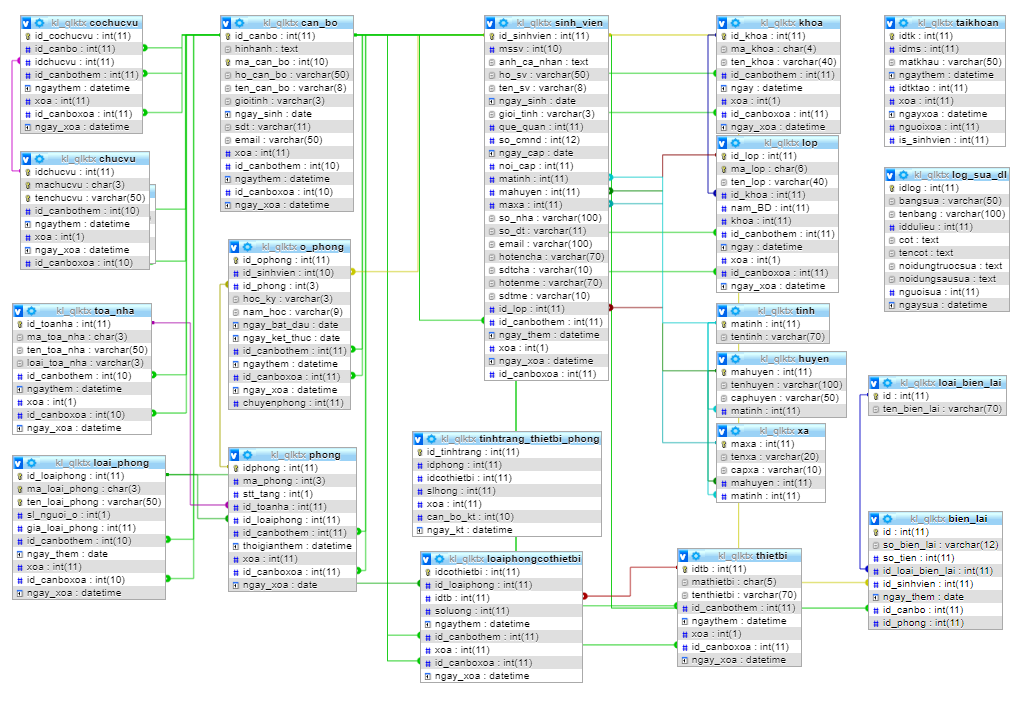 kl_qlktx cochucvu
id_cochucvu : int(11)
id_canbo : int(11)
idchucvu : int(11)
id_canbothem : int(11)
ngaythem : datetime
xoa : int(11)
id_canboxoa : int(11)
ngay_xoa : datetime
kl_qlktx chucvu
idchucvu : int(11)
machucvu : char(3)
tenchucvu : varchar(50)
id_canbothem : int(10)
ngaythem : datetime
xoa : int(1)
ngay_xoa : datetime
id_canboxoa : int(10)
kl_qlktx toa_nha
id_toanha : int(11)
ma_toa_nha : char(3)
ten_toa_nha : varchar(50)
loai_toa_nha : varchar(3)
id_canbothem : int(10)
ngaythem : datetime
xoa : int(1)
id_canboxoa : int(10)
ngay_xoa : datetime
kl_qlktx loai_phong
id_loaiphong : int(11)
ma_loai_phong : char(3)
ten_loai_phong : varchar(50)
sl_nguoi_o : int(1)
gia_loai_phong : int(11)
id_canbothem : int(10)
ngay_them : date
xoa : int(11)
id_canboxoa : int(10)
ngay_xoa : datetime
kl_qlktx can_bo
id_canbo : int(11)
hinhanh : text
ma_can_bo : int(10)
ho_can_bo : varchar(50)
ten_can_bo : varchar(8)
gioitinh : varchar(3)
ngay_sinh : date
sdt : varchar(11)
email : varchar(50)
xoa : int(11)
id_canbothem : int(10)
ngaythem : datetime
id_canboxoa : int(10)
ngay_xoa : datetime
kl_qlktx o_phong
id_ophong : int(11)
id_sinhvien : int(10)
id_phong : int(3)
hoc_ky : varchar(3)
nam_hoc : varchar(9)
ngay_bat_dau : date
ngay_ket_thuc : date
id_canbothem : int(11)
ngaythem : datetime
id_canboxoa : int(11)
ngay_xoa : datetime
chuyenphong : int(11)
kl_qlktx phong
idphong : int(11)
ma_phong : int(3)
stt_tang : int(1)
id_toanha : int(11)
id_loaiphong : int(11)
id_canbothem : int(11)
thoigianthem : datetime
xoa : int(11)
id_canboxoa : int(11)
ngay_xoa : date
kl_qlktx sinh_vien
id_sinhvien : int(11)
mssv : int(10)
anh_ca_nhan : text
ho_sv : varchar(50)
ten_sv : varchar(8)
ngay_sinh : date
gioi_tinh : varchar(3)
que_quan : int(11)
so_cmnd : int(12)
ngay_cap : date
noi_cap : int(11)
matinh : int(11)
mahuyen : int(11)
maxa : int(11)
so_nha : varchar(100)
so_dt : varchar(11)
email : varchar(100)
hotencha : varchar(70)
sdtcha : varchar(10)
hotenme : varchar(70)
sdtme : varchar(10)
id_lop : int(11)
id_canbothem : int(11)
ngay_them : datetime
xoa : int(1)
ngay_xoa : datetime
id_canboxoa : int(11)
kl_qlktx tinhtrang_thietbi_phong
id_tinhtrang : int(11)
idphong : int(11)
idcothietbi : int(11)
slhong : int(11)
xoa : int(11)
can_bo_kt : int(10)
ngay_kt : datetime
kl_qlktx loaiphongcothietbi
idcothietbi : int(11)
id_loaiphong : int(11)
idtb : int(11)
soluong : int(11)
ngaythem : datetime
id_canbothem : int(11)
xoa : int(11)
id_canboxoa : int(11)
ngay_xoa : datetime
kl_qlktx khoa
id_khoa : int(11)
ma_khoa : char(4)
ten_khoa : varchar(40)
id_canbothem : int(11)
ngay : datetime
xoa : int(1)
id_canboxoa : int(11)
ngay_xoa : datetime
kl_qlktx lop
id_lop : int(11)
ma_lop : char(6)
ten_lop : varchar(40)
id_khoa : int(11)
nam_BD : int(11)
khoa : int(11)
id_canbothem : int(11)
ngay : datetime
xoa : int(1)
id_canboxoa : int(11)
ngay_xoa : datetime
kl_qlktx tinh
matinh : int(11)
tentinh : varchar(70)
kl_qlktx huyen
mahuyen : int(11)
tenhuyen : varchar(100)
caphuyen : varchar(50)
matinh : int(11)
kl_qlktx xa
maxa : int(11)
tenxa : varchar(20)
capxa : varchar(10)
mahuyen : int(11)
matinh : int(11)
kl_qlktx thietbi
idtb : int(11)
mathietbi : char(5)
tenthietbi : varchar(70)
id_canbothem : int(11)
ngaythem : datetime
xoa : int(1)
id_canboxoa : int(11)
ngay_xoa : datetime
kl_qlktx taikhoan
idtk : int(11)
idms : int(11)
matkhau : varchar(50)
ngaythem : datetime
idtktao : int(11)
xoa : int(11)
ngayxoa : datetime
nguoixoa : int(11)
is_sinhvien : int(11)
kl_qlktx log_sua_dl
idlog : int(11)
bangsua : varchar(50)
tenbang : varchar(100)
iddulieu : int(11)
cot : text
tencot : text
noidungtruocsua : text
noidungsausua : text
nguoisua : int(11)
ngaysua : datetime
kl_qlktx loai_bien_lai
id : int(11)
ten_bien_lai : varchar(70)
kl_qlktx bien_lai
id : int(11)
so_bien_lai : varchar(12)
so_tien : int(11)
id_loai_bien_lai : int(11)
id_sinhvien : int(11)
ngay_them : date
id_canbo : int(11)
id_phong : int(11)